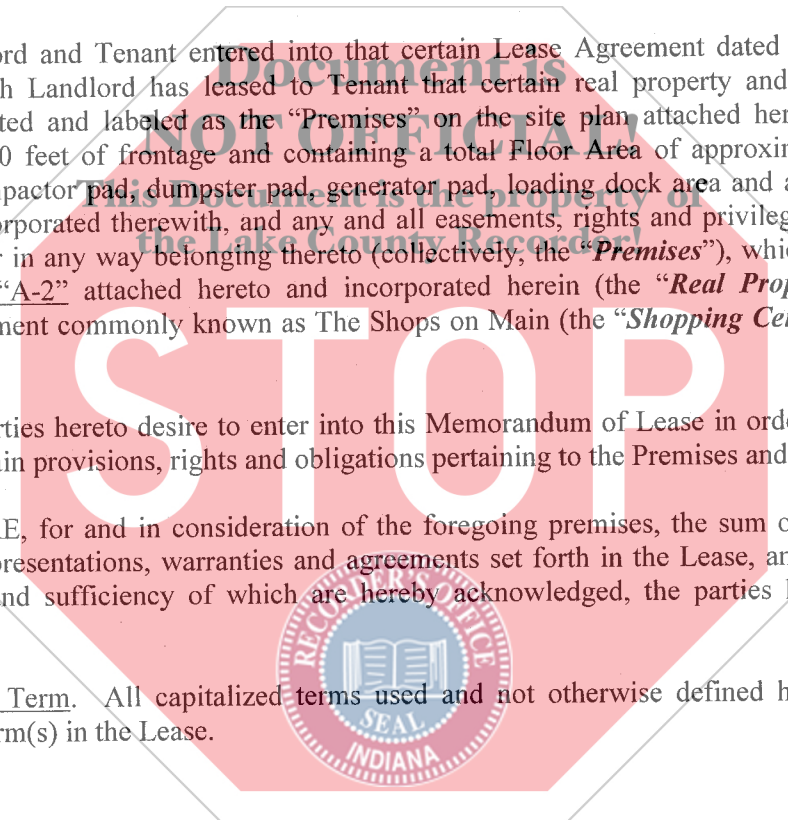 ord and Tenant entered into that certain Lease Agreement dated
h Landlord has leased to Tenant that certain real property and
ted and labeled as the “Premises” on the site plan attached her
0 feet of frontage and containing a total Floor Area of approxim
npactor pad, dumpster pad, generator pad, loading dock area and a
orporated therewith, and any and all easements, rights and privileg
r in any way belonging thereto (collectively, the “Premises”), whic
“A-2” attached hereto and incorporated herein (the “Real Prop
ment commonly known as The Shops on Main (the “Shopping Cen
rties hereto desire to enter into this Memorandum of Lease in orde
in provisions, rights and obligations pertaining to the Premises and
RE, for and in consideration of the foregoing premises, the sum o
presentations, warranties and agreements set forth in the Lease, an
and sufficiency of which are hereby acknowledged, the parties h
Term. All capitalized terms used and not otherwise defined h
rm(s) in the Lease.
Document is
NOT OFFICIAL!
This Document is the property of
the Lake County Recorder!
STOP
RECORDER'S OFFICE
SEAL
INDIANA